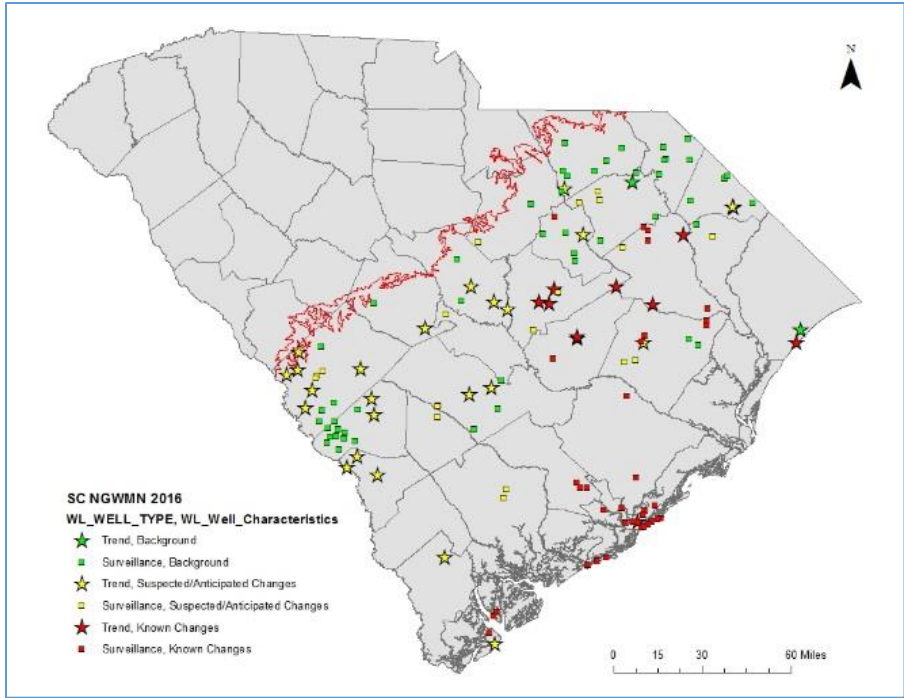 N
SC NGWMN 2016
WL_WELL_TYPE, WL_Well_Characteristics
Trend, Background
Surveillance, Background
Trend, Suspected/Anticipated Changes
Surveillance, Suspected/Anticipated Changes
Trend, Known Changes
Surveillance, Known Changes
0 15 30 60 Miles